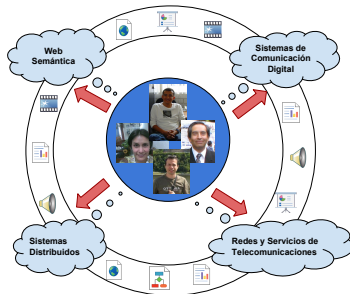 Web
Semántica
Sistemas de
Comunicación
Digital
Sistemas
Distribuidos
Redes y Servicios de
Telecomunicaciones